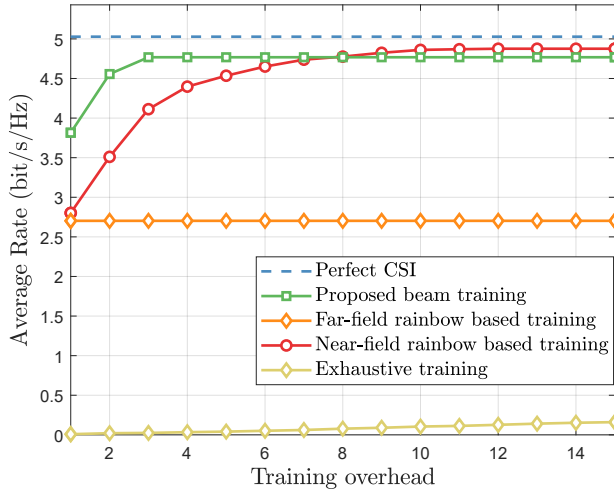 5
4.5
4
3.5
3
2.5
2
1.5
1
0.5
0
Average Rate (bit/s/Hz)
Perfect CSI
Proposed beam training
Far-field rainbow based training
Near-field rainbow based training
Exhaustive training
2 4 6 8 10 12 14
Training overhead